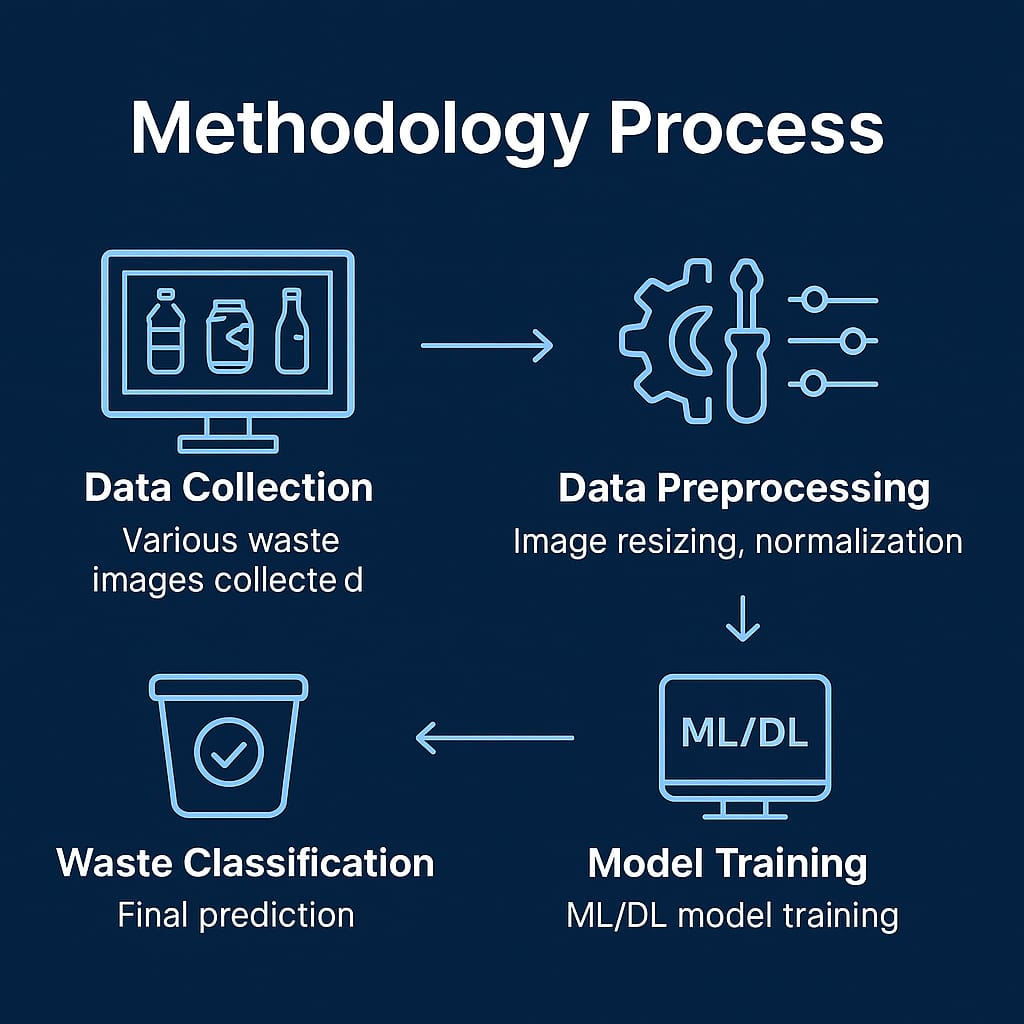 Methodology Process
Data Collection
Various waste
images collecte d
Data Preprocessing
Image resizing, normalization
ML/DL
Model Training
ML/DL model training
Waste Classification
Final prediction